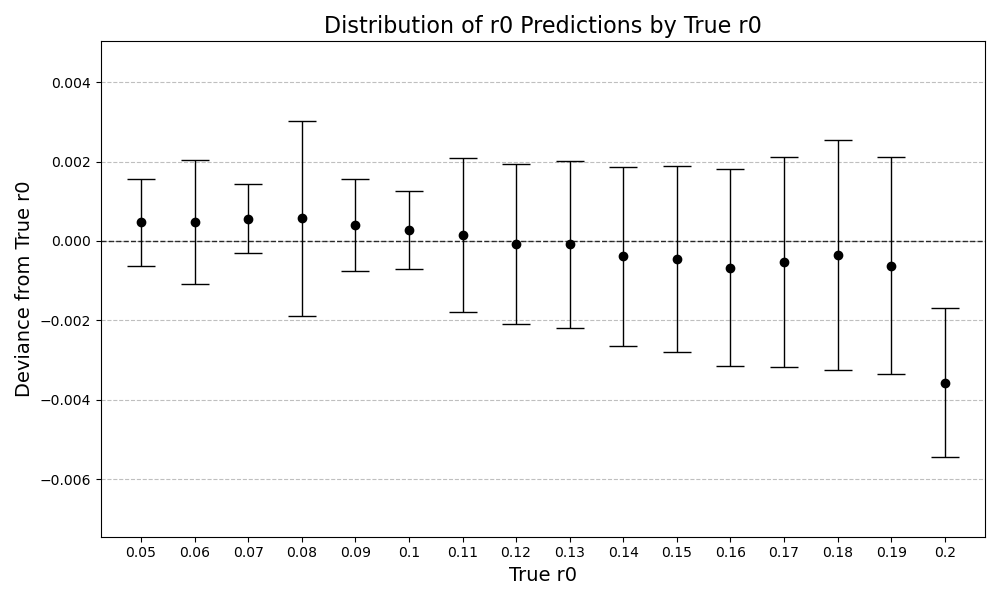 Distribution of r0 Predictions by True r0
Deviance from True r0
0.004
0.002
0.000
−0.002
−0.004
−0.006
0.05 0.06 0.07 0.08 0.09 0.1 0.11 0.12 0.13 0.14 0.15 0.16 0.17 0.18 0.19 0.2
True r0